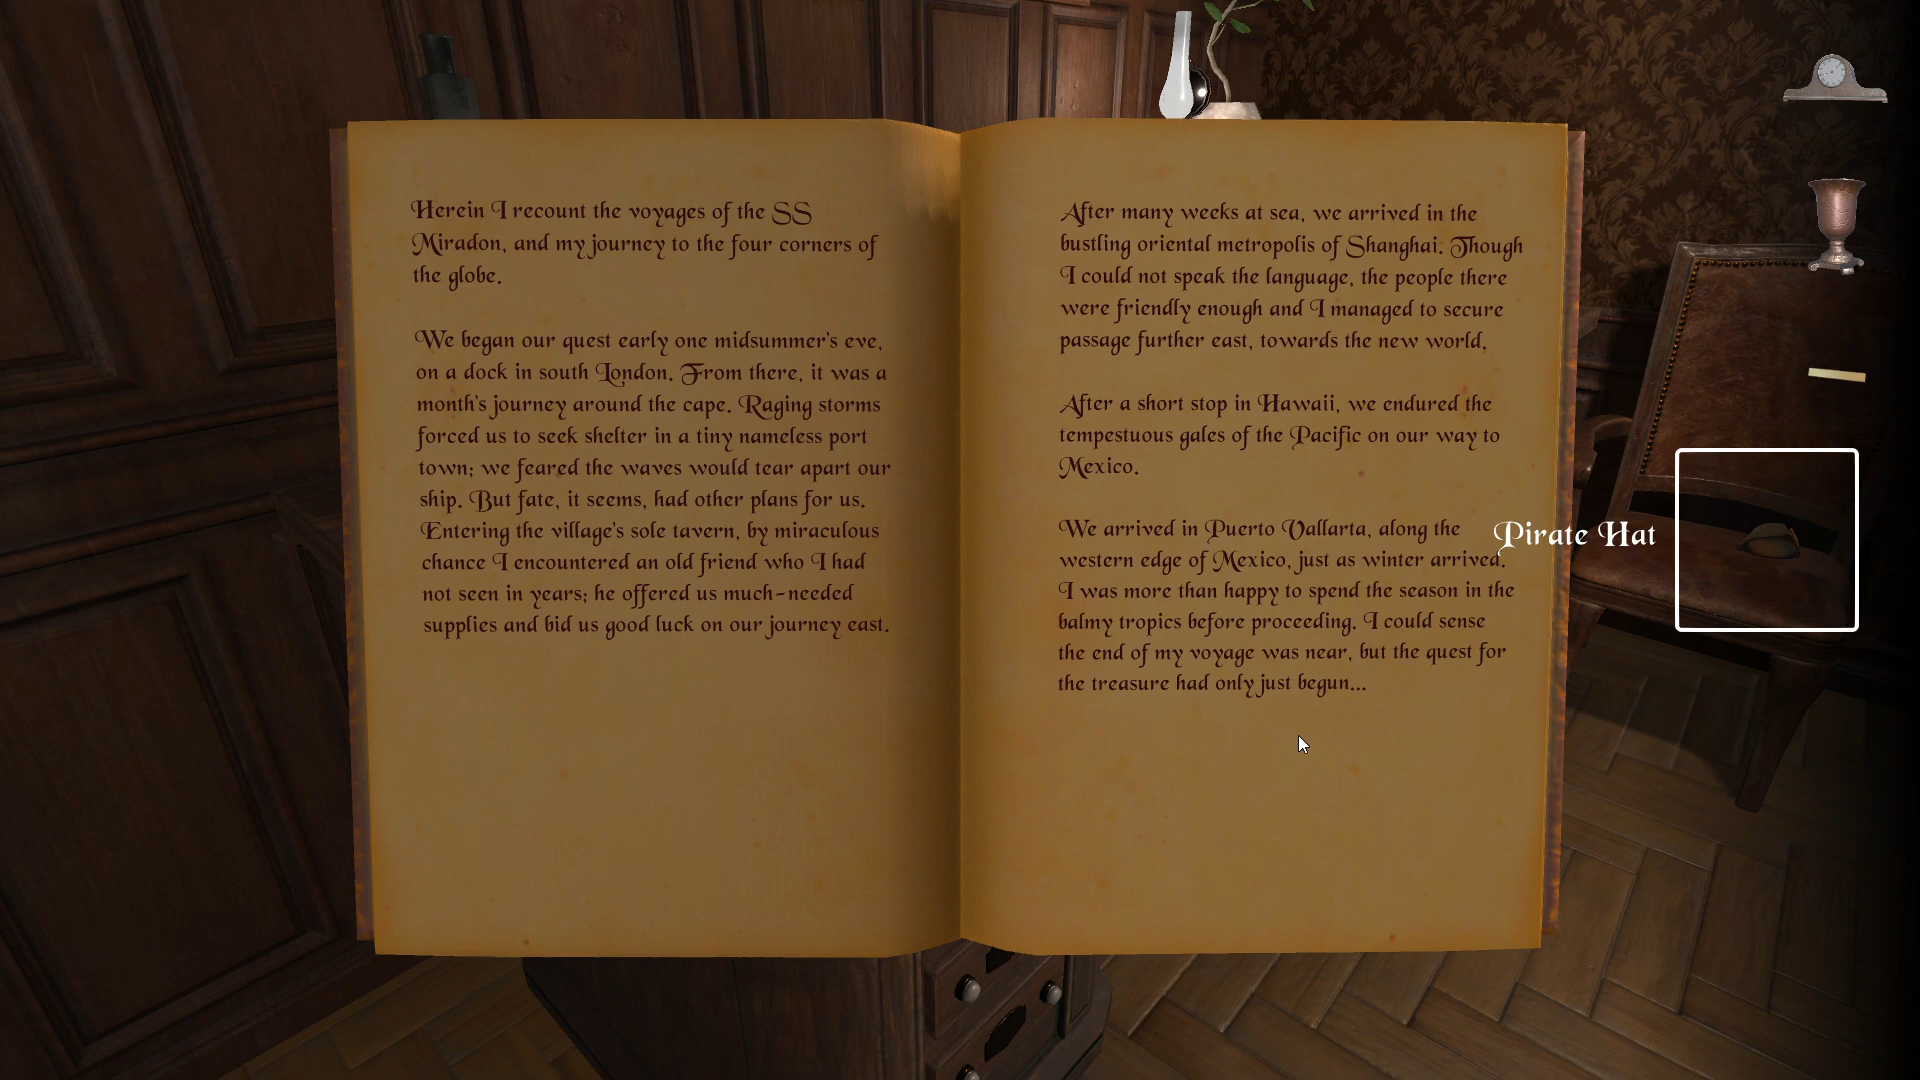 Herein I recount the voyages of the SS
Miradon, and my journey to the four corners of
the globe.
We began our quest early one midsummer's eve,
on a dock in south London. From there, it was a
month's journey around the cape. Raging storms
forced us to seek shelter in a tiny nameless port
town; we feared the waves would tear apart our
ship. But fate, it seems, had other plans for us.
Entering the village's sole tavern, by miraculous
chance I encountered an old friend who I had
not seen in years; he offered us much-needed
supplies and bid us good luck on our journey east.
After many weeks at sea, we arrived in the
bustling oriental metropolis of Shanghai. Though
I could not speak the language, the people there
were friendly enough and I managed to secure
passage further east, towards the new world.
After a short stop in Hawaii, we endured the
tempestuous gales of the Pacific on our way to
Mexico.
We arrived in Puerto Vallarta, along the
western edge of Mexico, just as winter arrived.
I was more than happy to spend the season in the
balmy tropics before proceeding. I could sense
the end of my voyage was near, but the quest for
the treasure had only just begun...
Pirate Hat